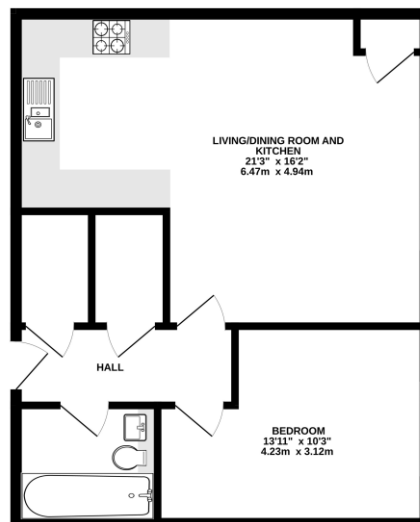 LIVING/DINING ROOM AND
KITCHEN
21'3" x 16'2"
6.47m x 4.94m
HALL
BEDROOM
13'11" x 10'3"
4.23m x 3.12m